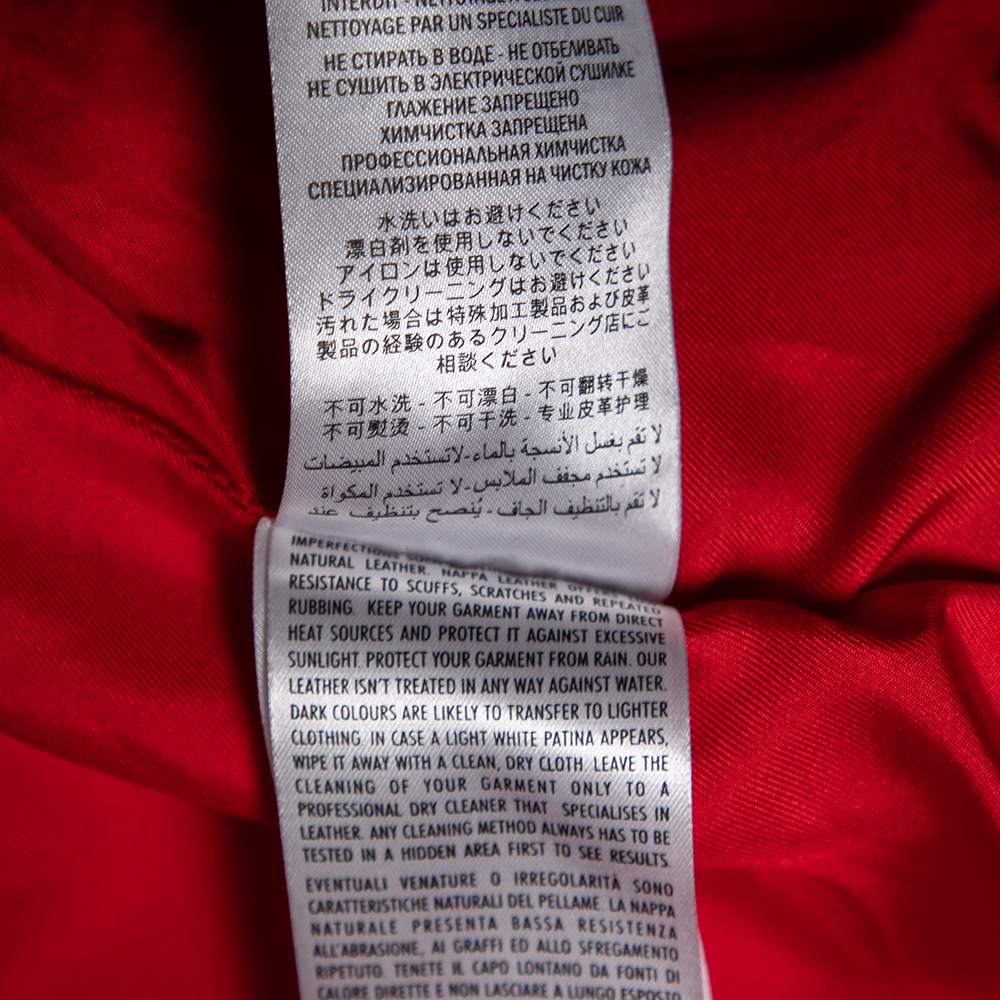 NETTOYAGE PAR UN SPECIALISTE DU CUIR
НЕ СТИРАТЬ В ВОДЕ - НЕ ОТБЕЛИВАТЬ
НЕ СУШИТЬ В ЭЛЕКТРИЧЕСКОЙ СУШИЛКЕ
ГЛАЖЕНИЕ ЗАПРЕЩЕНО
ХИМЧИСТКА ЗАПРЕЩЕНА
ПРОФЕССИОНАЛЬНАЯ ХИМЧИСТКА
СПЕЦИАЛИЗИРОВАННАЯ НА ЧИСТКУ КОЖА
水洗いはお避けください
漂白剤を使用しないでください
アイロンは使用しないでください
ドライクリーニングはお避けください
汚れた場合は特殊加工製品および皮革
製品の経験のあるクリーニング店にご
相談ください
不可水洗 - 不可漂白 - 不可翻转干燥
不可熨烫 - 不可干洗 - 专业皮革护理
لا تقم بغسل الأنسجة بالماء-لاتستخدم المبيضات
لا تستخدم مجفف الملابس-لا تستخدم المكواة
لا تقم بالتنظيف الجاف - يُنصح بتنظيف عند
IMPERFECTIONS
NATURAL LEATHER. NAPPA LEATHER OFFERS
RESISTANCE TO SCUFFS, SCRATCHES AND REPEATED
RUBBING. KEEP YOUR GARMENT AWAY FROM DIRECT
HEAT SOURCES AND PROTECT IT AGAINST EXCESSIVE
SUNLIGHT. PROTECT YOUR GARMENT FROM RAIN. OUR
LEATHER ISN'T TREATED IN ANY WAY AGAINST WATER.
DARK COLOURS ARE LIKELY TO TRANSFER TO LIGHTER
CLOTHING. IN CASE A LIGHT WHITE PATINA APPEARS,
WIPE IT AWAY WITH A CLEAN, DRY CLOTH. LEAVE THE
CLEANING OF YOUR GARMENT ONLY TO A
PROFESSIONAL DRY CLEANER THAT SPECIALISES IN
LEATHER. ANY CLEANING METHOD ALWAYS HAS TO BE
TESTED IN A HIDDEN AREA FIRST TO SEE RESULTS.
EVENTUALI VENATURE O IRREGOLARITÀ SONO
CARATTERISTICHE NATURALI DEL PELLAME. LA NAPPA
NATURALE PRESENTA BASSA RESISTENZA
ALL'ABRASIONE, AI GRAFFI ED ALLO SFREGAMENTO
RIPETUTO. TENETE IL CAPO LONTANO DA FONTI DI
CALORE DIRETTE E NON LASCIARE A LUNGO ESPOSTO